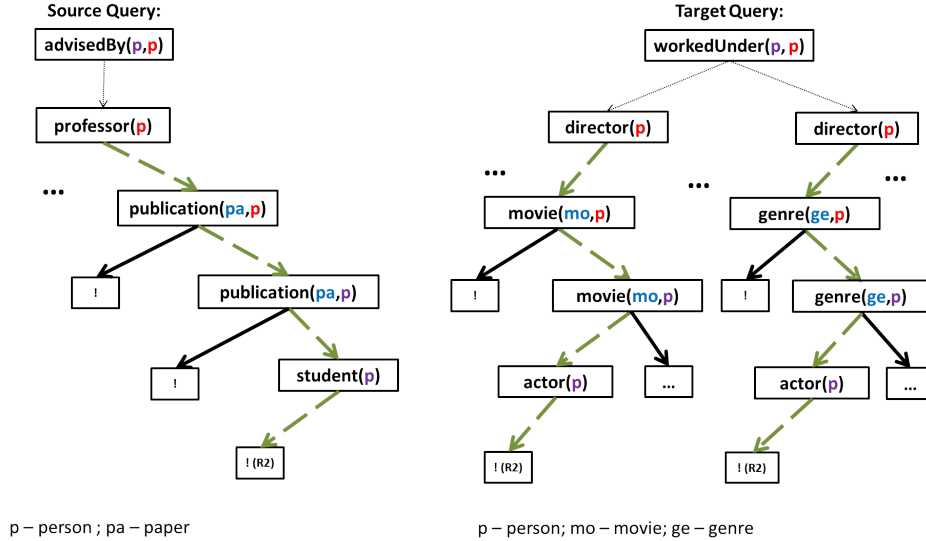 Source Query:
advisedBy(p,p)
professor(p)
...
publication(pa,p)
!
publication(pa,p)
!
student(p)
! (R2)
p – person ; pa – paper
Target Query:
workedUnder(p, p)
director(p)
director(p)
...
...
...
movie(mo,p)
genre(ge,p)
!
movie(mo,p)
!
genre(ge,p)
actor(p)
...
actor(p)
...
! (R2)
! (R2)
p – person; mo – movie; ge – genre